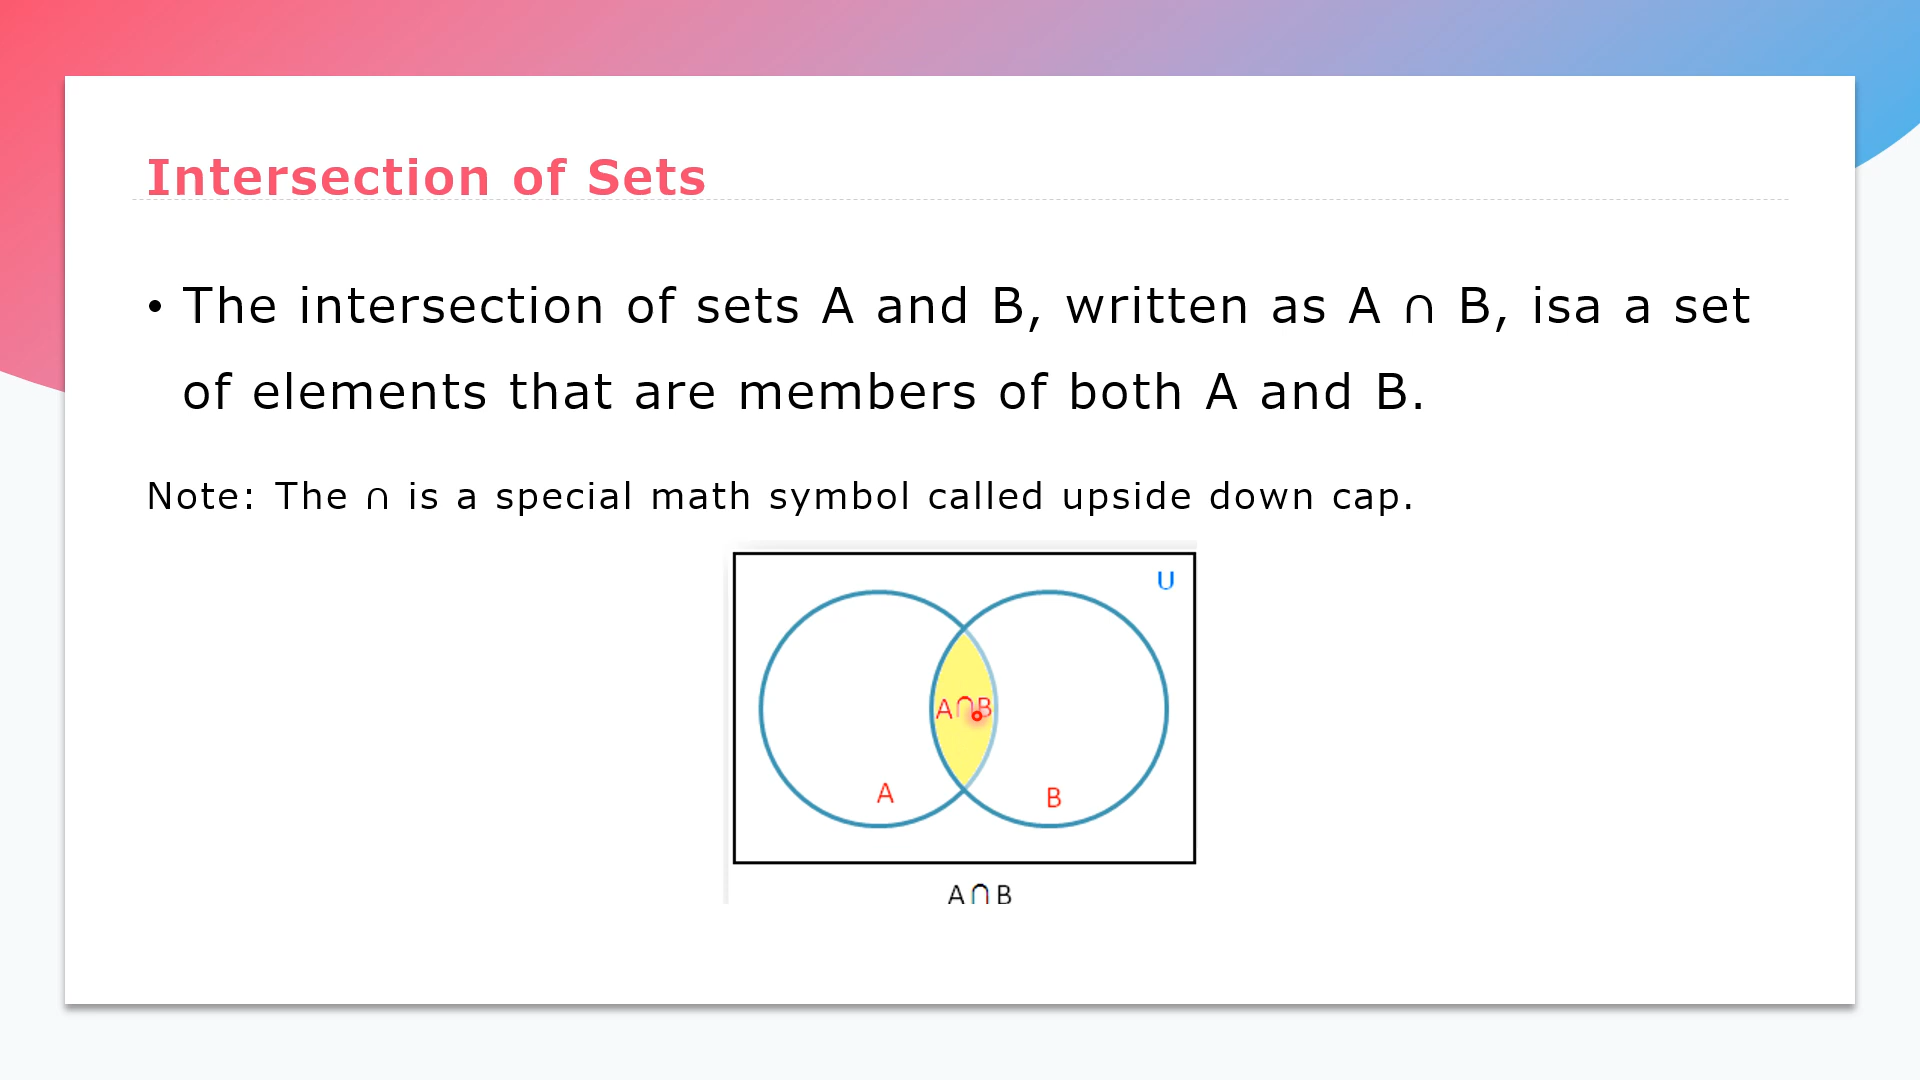 Intersection of Sets
• The intersection of sets A and B, written as A ∩ B, isa a set
of elements that are members of both A and B.
Note: The ∩ is a special math symbol called upside down cap.
U
A∩B
A
B
A∩B